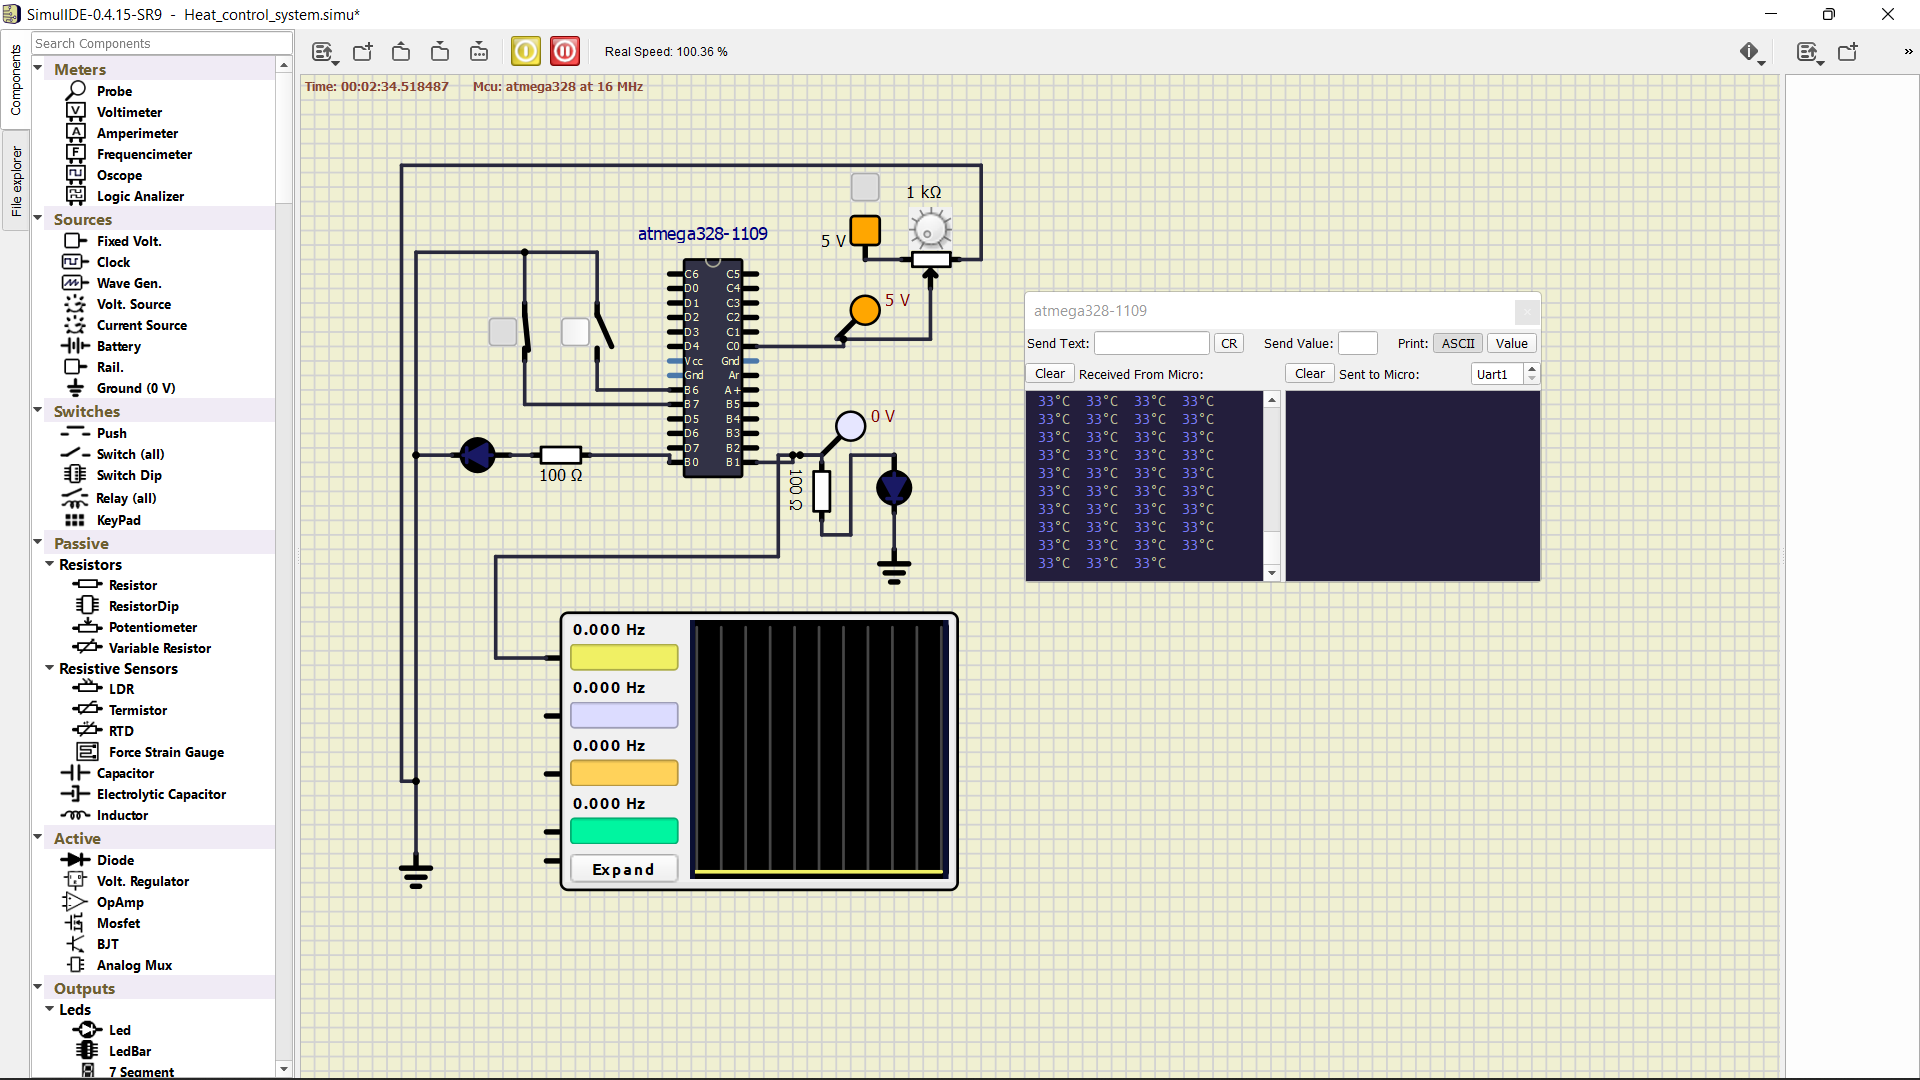 SimulIDE-0.4.15-SR9 - Heat_control_system.simu*
Components
File explorer
Search Components
Meters
Probe
Voltimeter
Amperimeter
Frequencimeter
Oscope
Logic Analizer
Sources
Fixed Volt.
Clock
Wave Gen.
Volt. Source
Current Source
Battery
Rail.
Ground (0 V)
Switches
Push
Switch (all)
Switch Dip
Relay (all)
KeyPad
Passive
Resistors
Resistor
ResistorDip
Potentiometer
Variable Resistor
Resistive Sensors
LDR
Termistor
RTD
Force Strain Gauge
Capacitor
Electrolytic Capacitor
Inductor
Active
Diode
Volt. Regulator
OpAmp
Mosfet
BJT
Analog Mux
Outputs
Leds
Led
LedBar
7 Segment
Real Speed: 100.36 %
»
Time: 00:02:34.518487 Mcu: atmega328 at 16 MHz
1 kΩ
5 V
5 V
atmega328-1109
C6 C5
D0 C4
D1 C3
D2 C2
D3 C1
D4 C0
Vcc Gnd
Gnd Ar
B6 A+
B7 B5
D5 B4
D6 B3
D7 B2
B0 B1
0 V
100 Ω
100 Ω
0.000 Hz
0.000 Hz
0.000 Hz
0.000 Hz
Expand
atmega328-1109
Send Text: CR Send Value: Print: ASCII Value
Clear Received From Micro: Clear Sent to Micro: Uart1
33°C 33°C 33°C 33°C
33°C 33°C 33°C 33°C
33°C 33°C 33°C 33°C
33°C 33°C 33°C 33°C
33°C 33°C 33°C 33°C
33°C 33°C 33°C 33°C
33°C 33°C 33°C 33°C
33°C 33°C 33°C 33°C
33°C 33°C 33°C 33°C
33°C 33°C 33°C